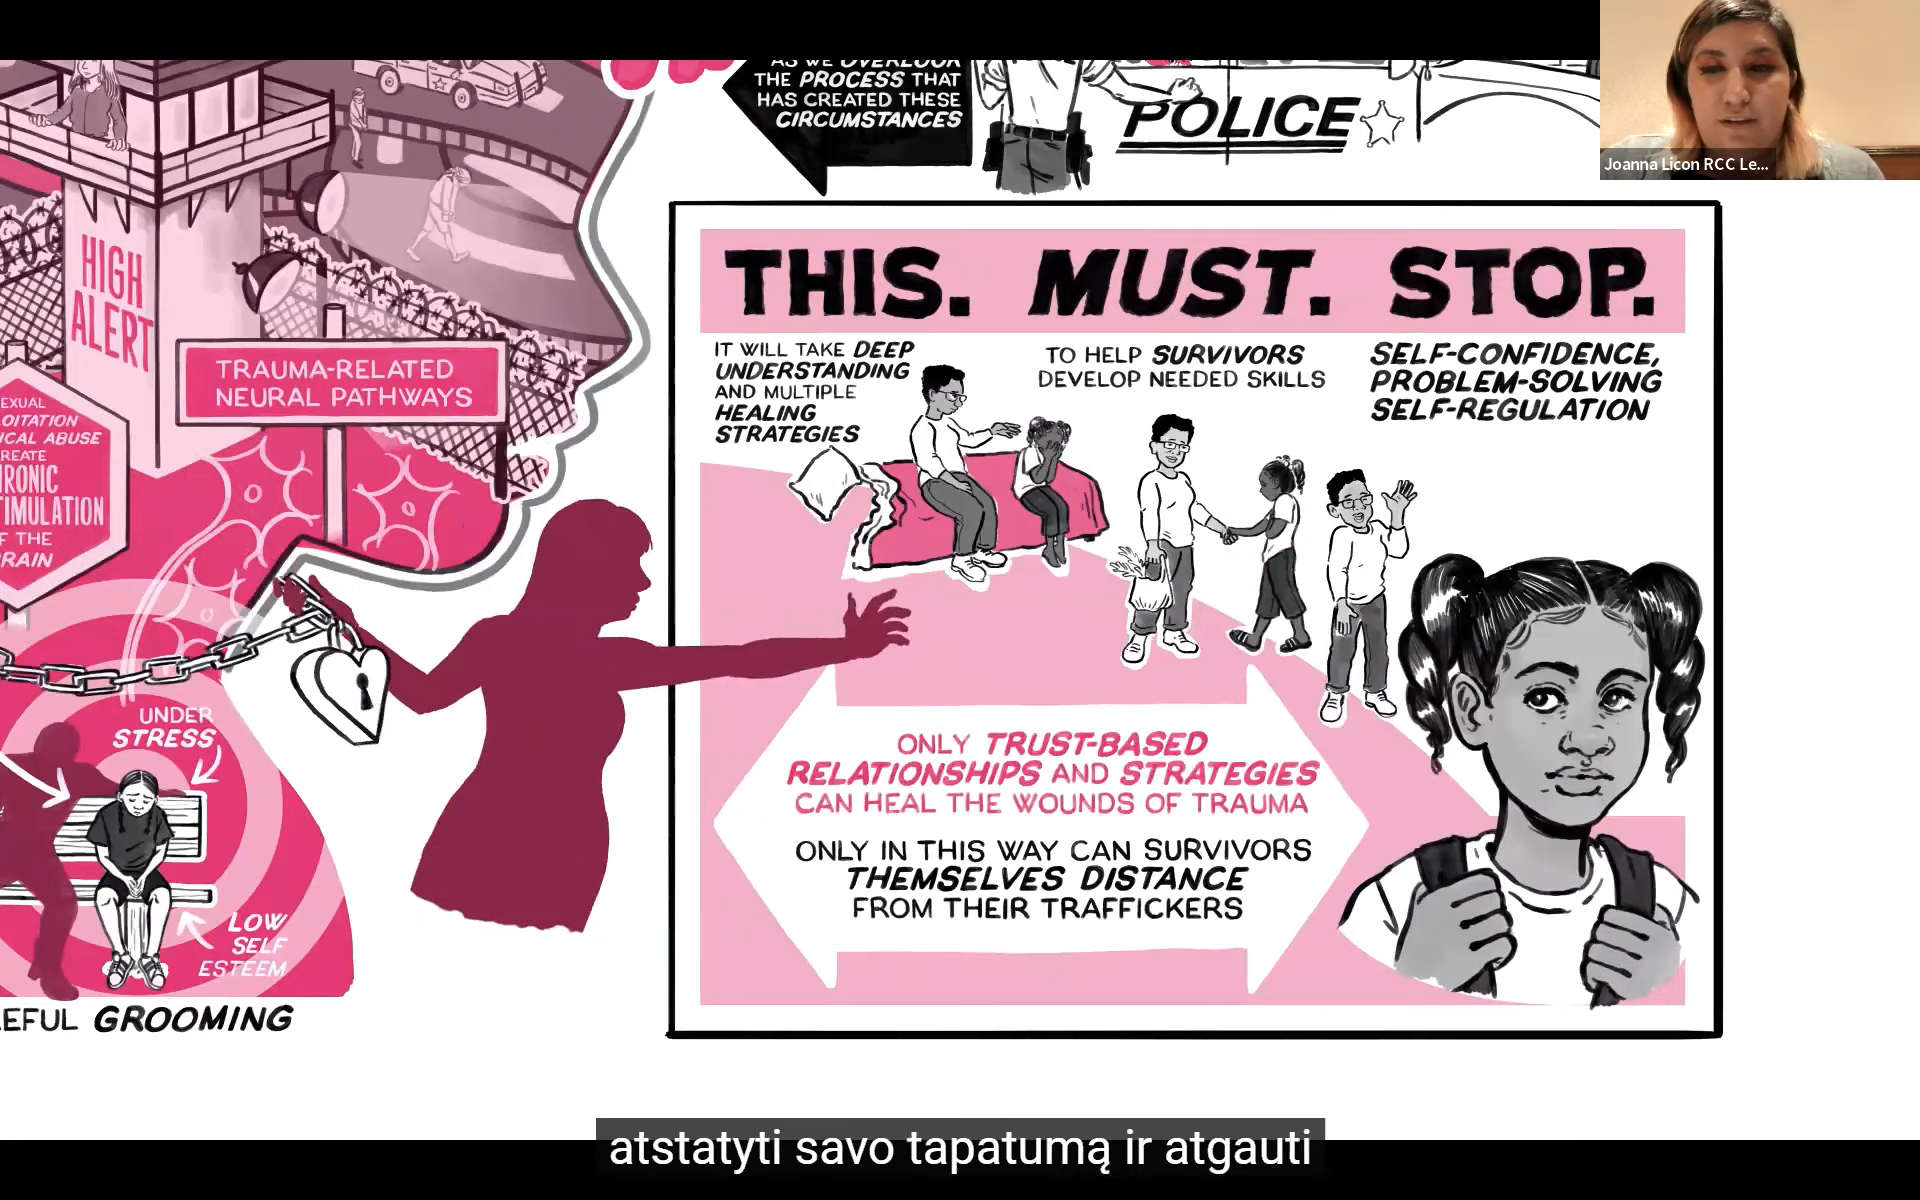 THE PROCESS THAT
HAS CREATED THESE
CIRCUMSTANCES
POLICE
Joanna Licon RCC Le...
HIGH
ALERT
TRAUMA-RELATED
NEURAL PATHWAYS
OF THE
UNDER
STRESS
LOW
SELF
ESTEEM
GROOMING
THIS. MUST. STOP.
IT WILL TAKE DEEP
UNDERSTANDING
AND MULTIPLE
HEALING
STRATEGIES
TO HELP SURVIVORS
DEVELOP NEEDED SKILLS
SELF-CONFIDENCE,
PROBLEM-SOLVING
SELF-REGULATION
ONLY TRUST-BASED
RELATIONSHIPS AND STRATEGIES
CAN HEAL THE WOUNDS OF TRAUMA
ONLY IN THIS WAY CAN SURVIVORS
THEMSELVES DISTANCE
FROM THEIR TRAFFICKERS
atstatyti savo tapatumą ir atgauti